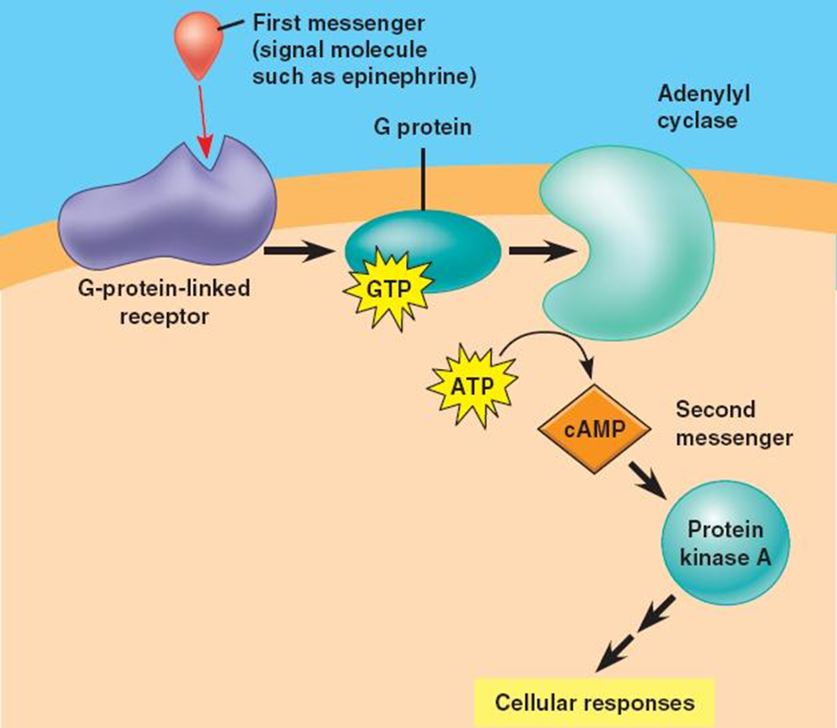 First messenger
(signal molecule
such as epinephrine)
Adenylyl
cyclase
G protein
GTP
G-protein-linked
receptor
ATP
cAMP
Second
messenger
Protein
kinase A
Cellular responses